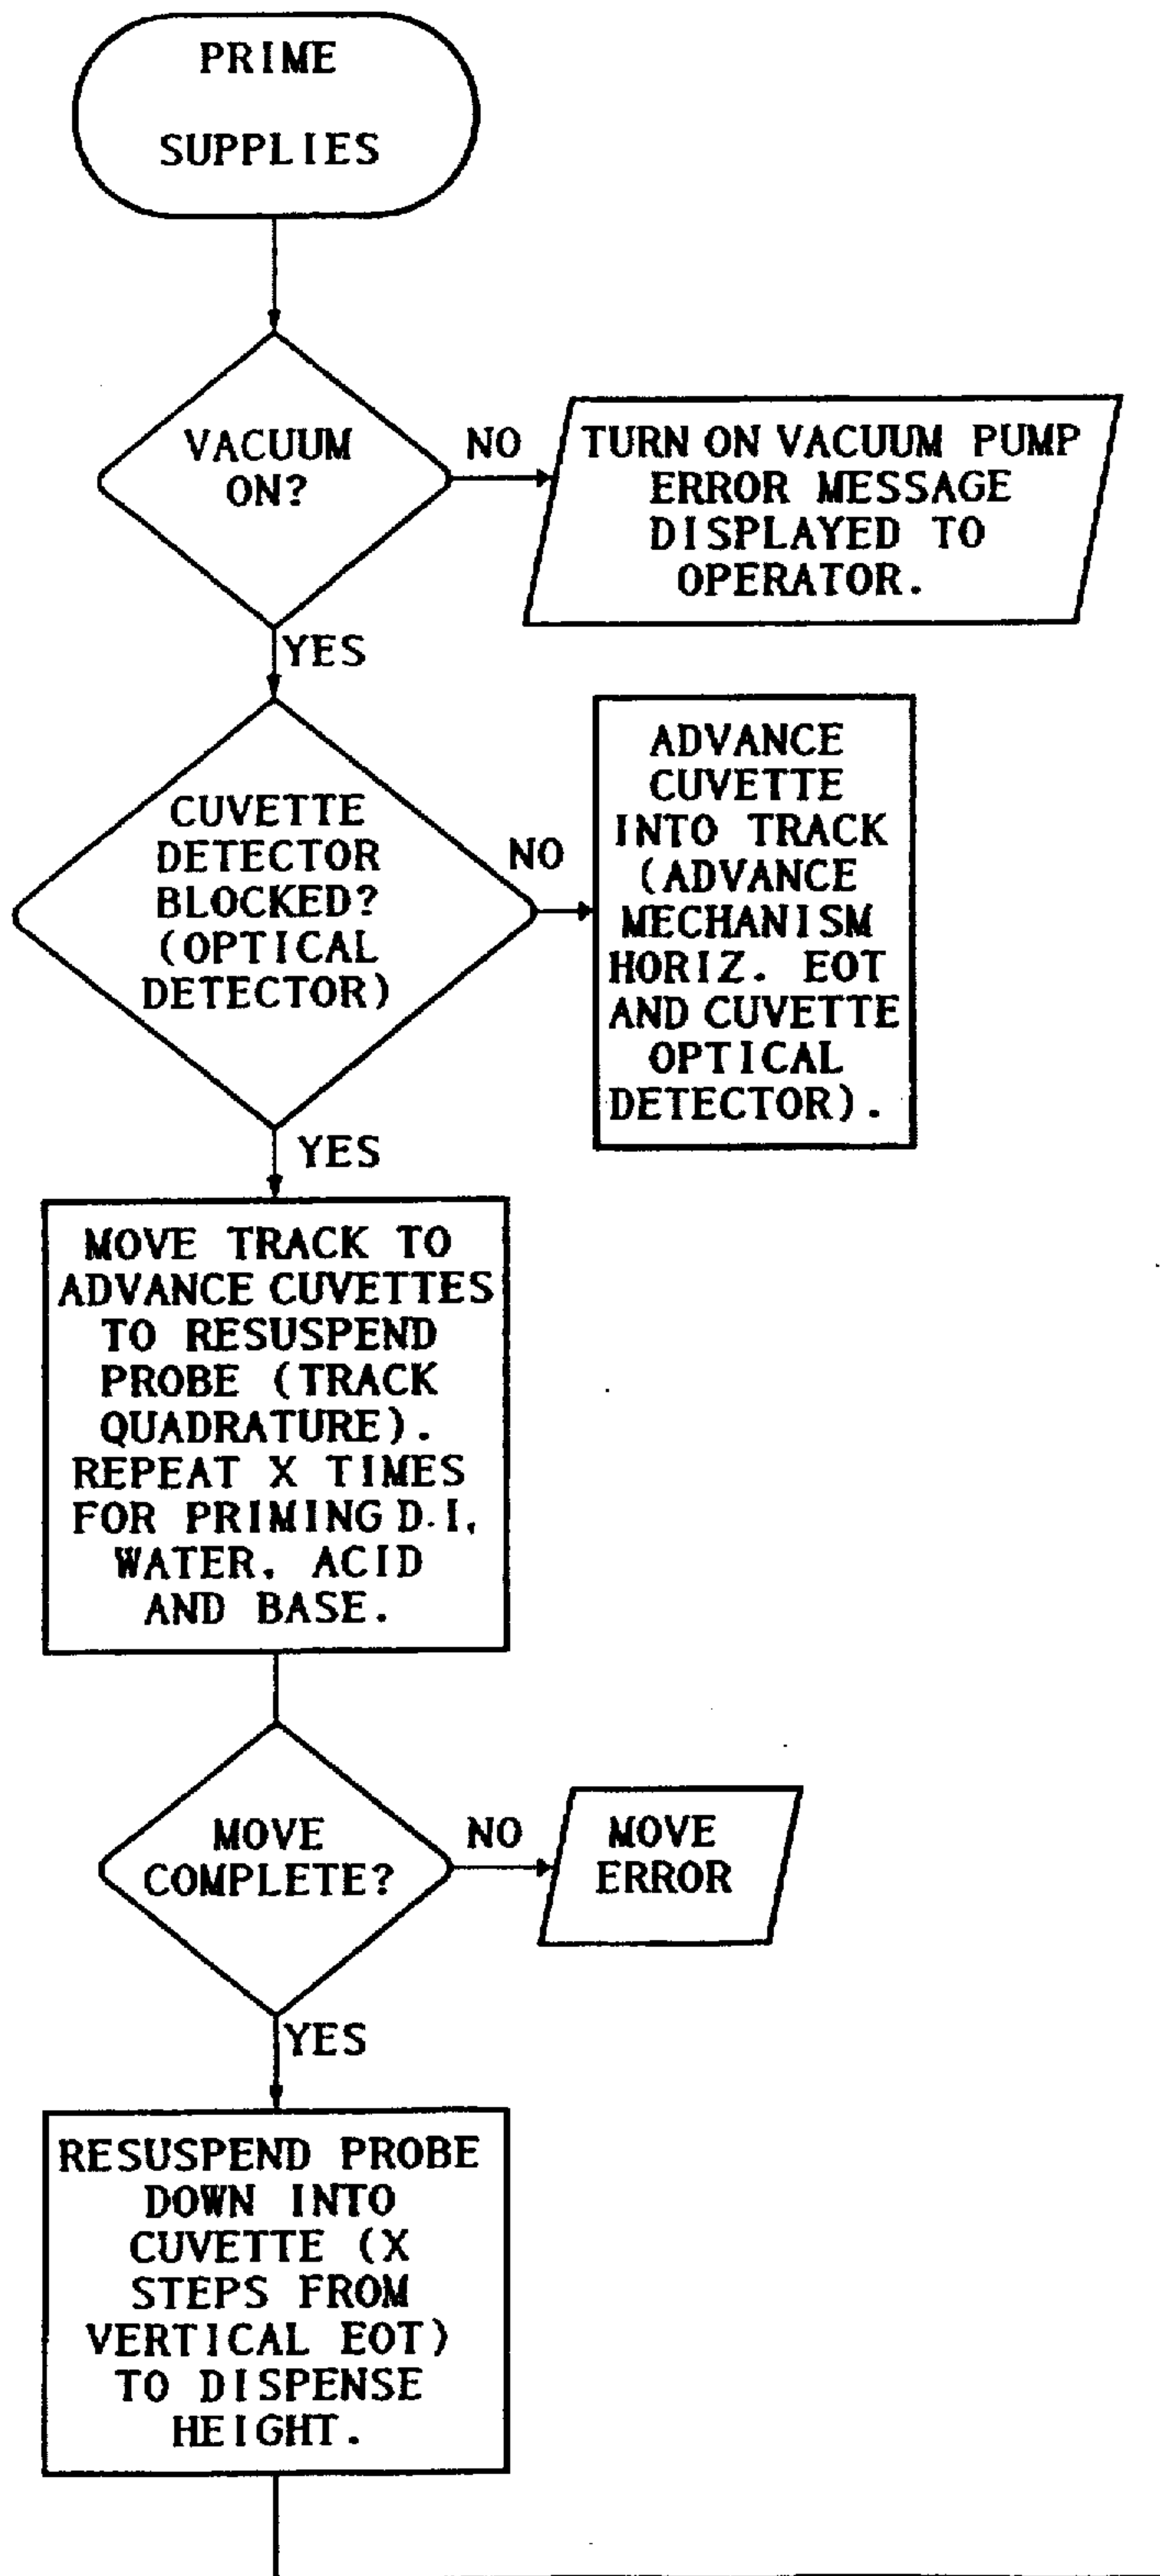 PRIME
SUPPLIES
VACUUM
ON?
NO
TURN ON VACUUM PUMP
ERROR MESSAGE
DISPLAYED TO
OPERATOR.
YES
CUVETTE
DETECTOR
BLOCKED?
(OPTICAL
DETECTOR)
NO
ADVANCE
CUVETTE
INTO TRACK
(ADVANCE
MECHANISM
HORIZ. EOT
AND CUVETTE
OPTICAL
DETECTOR).
YES
MOVE TRACK TO
ADVANCE CUVETTES
TO RESUSPEND
PROBE (TRACK
QUADRATURE).
REPEAT X TIMES
FOR PRIMING D.I,
WATER, ACID
AND BASE.
MOVE
COMPLETE?
NO
MOVE
ERROR
YES
RESUSPEND PROBE
DOWN INTO
CUVETTE (X
STEPS FROM
VERTICAL EOT)
TO DISPENSE
HEIGHT.